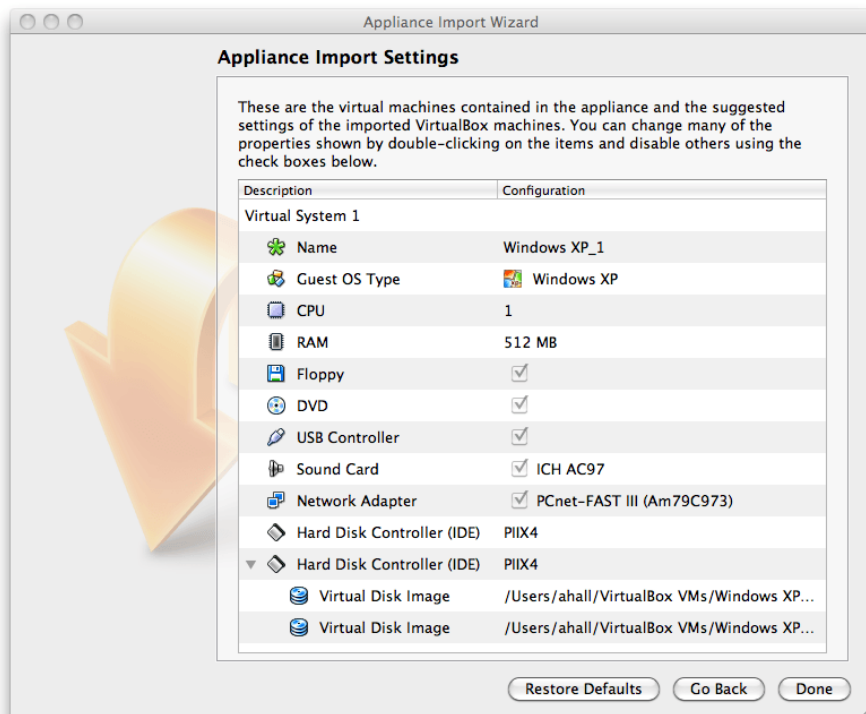 Appliance Import Wizard
Appliance Import Settings
These are the virtual machines contained in the appliance and the suggested
settings of the imported VirtualBox machines. You can change many of the
properties shown by double-clicking on the items and disable others using the
check boxes below.
Description Configuration
Virtual System 1
Name Windows XP_1
Guest OS Type Windows XP
CPU 1
RAM 512 MB
Floppy
DVD
USB Controller
Sound Card ICH AC97
Network Adapter PCnet-FAST III (Am79C973)
Hard Disk Controller (IDE) PIIX4
Hard Disk Controller (IDE) PIIX4
Virtual Disk Image /Users/ahall/VirtualBox VMs/Windows XP...
Virtual Disk Image /Users/ahall/VirtualBox VMs/Windows XP...
Restore Defaults Go Back Done